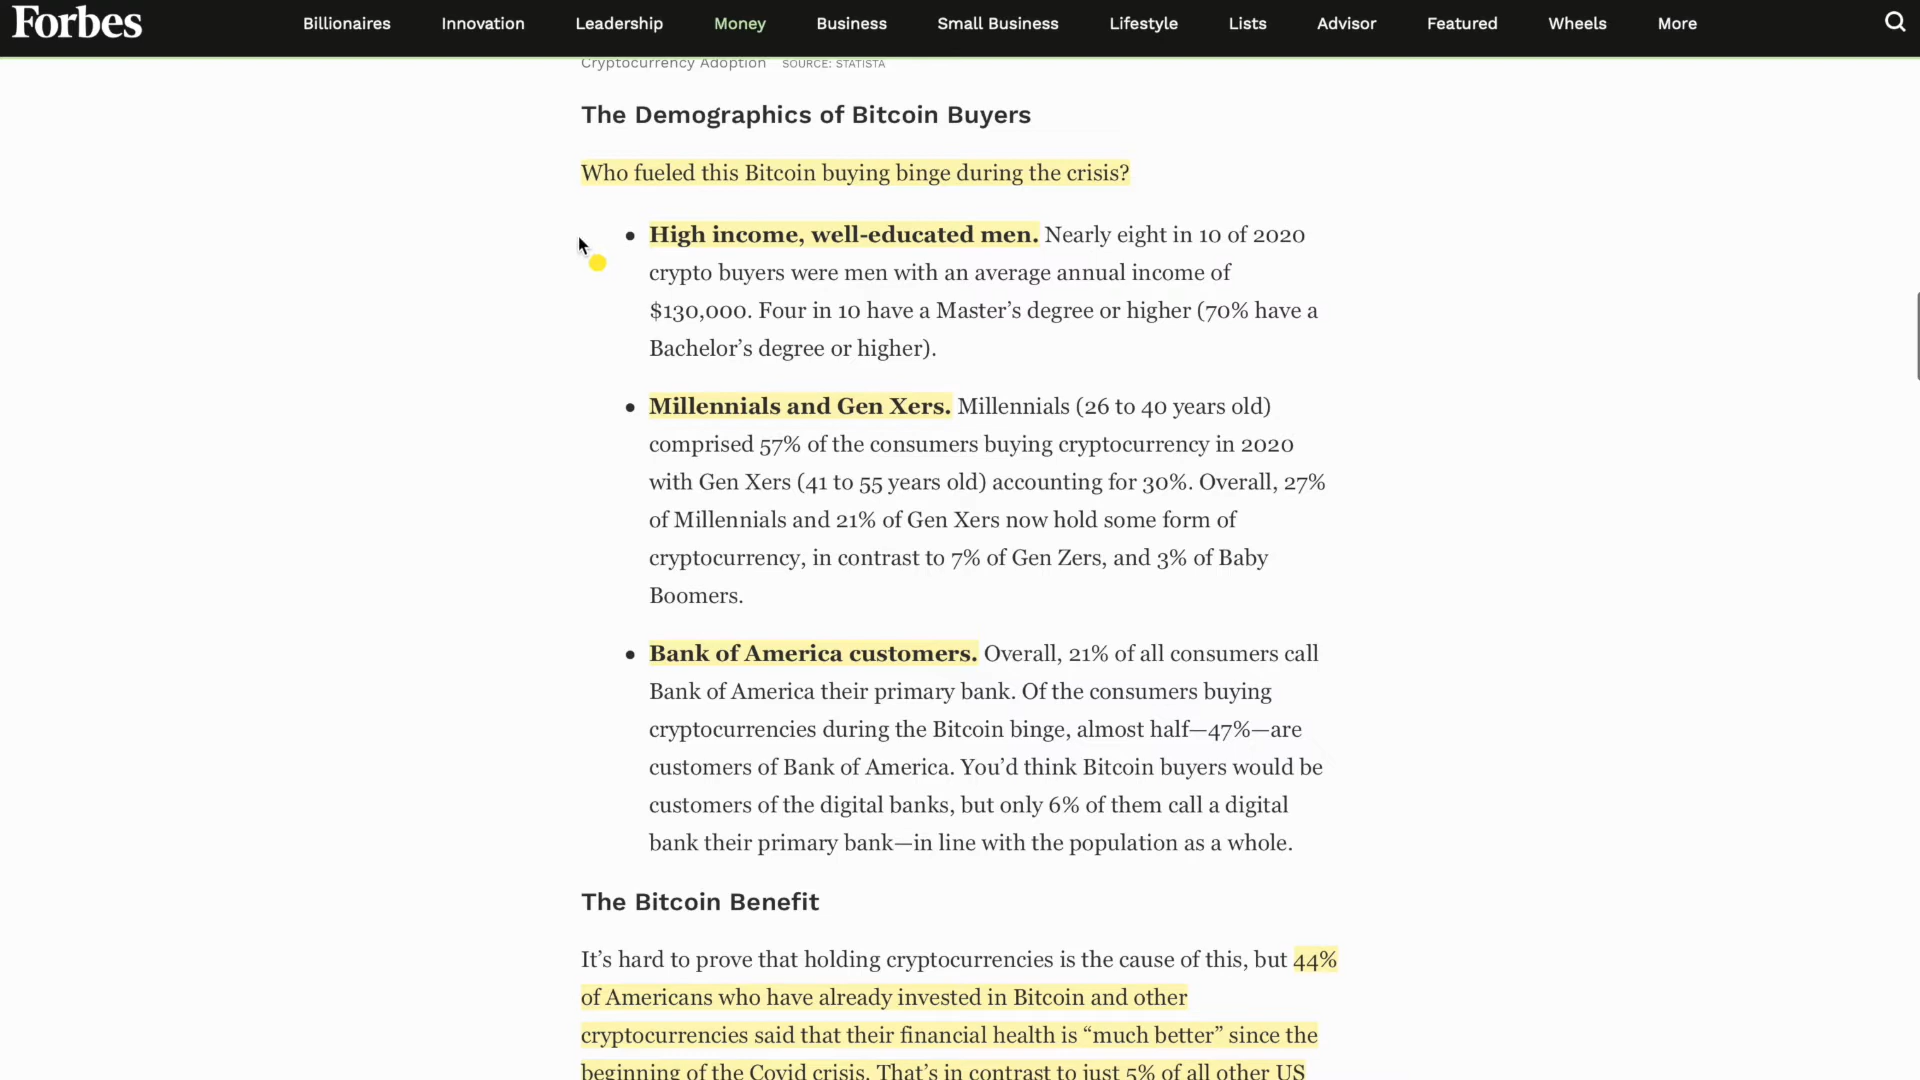 Forbes
Billionaires Innovation Leadership Money Business Small Business Lifestyle Lists Advisor Featured Wheels More
Cryptocurrency Adoption SOURCE: STATISTA
The Demographics of Bitcoin Buyers
Who fueled this Bitcoin buying binge during the crisis?
• High income, well-educated men. Nearly eight in 10 of 2020
crypto buyers were men with an average annual income of
$130,000. Four in 10 have a Master’s degree or higher (70% have a
Bachelor’s degree or higher).
• Millennials and Gen Xers. Millennials (26 to 40 years old)
comprised 57% of the consumers buying cryptocurrency in 2020
with Gen Xers (41 to 55 years old) accounting for 30%. Overall, 27%
of Millennials and 21% of Gen Xers now hold some form of
cryptocurrency, in contrast to 7% of Gen Zers, and 3% of Baby
Boomers.
• Bank of America customers. Overall, 21% of all consumers call
Bank of America their primary bank. Of the consumers buying
cryptocurrencies during the Bitcoin binge, almost half—47%—are
customers of Bank of America. You’d think Bitcoin buyers would be
customers of the digital banks, but only 6% of them call a digital
bank their primary bank—in line with the population as a whole.
The Bitcoin Benefit
It’s hard to prove that holding cryptocurrencies is the cause of this, but 44%
of Americans who have already invested in Bitcoin and other
cryptocurrencies said that their financial health is “much better” since the
beginning of the Covid crisis. That’s in contrast to just 5% of all other US